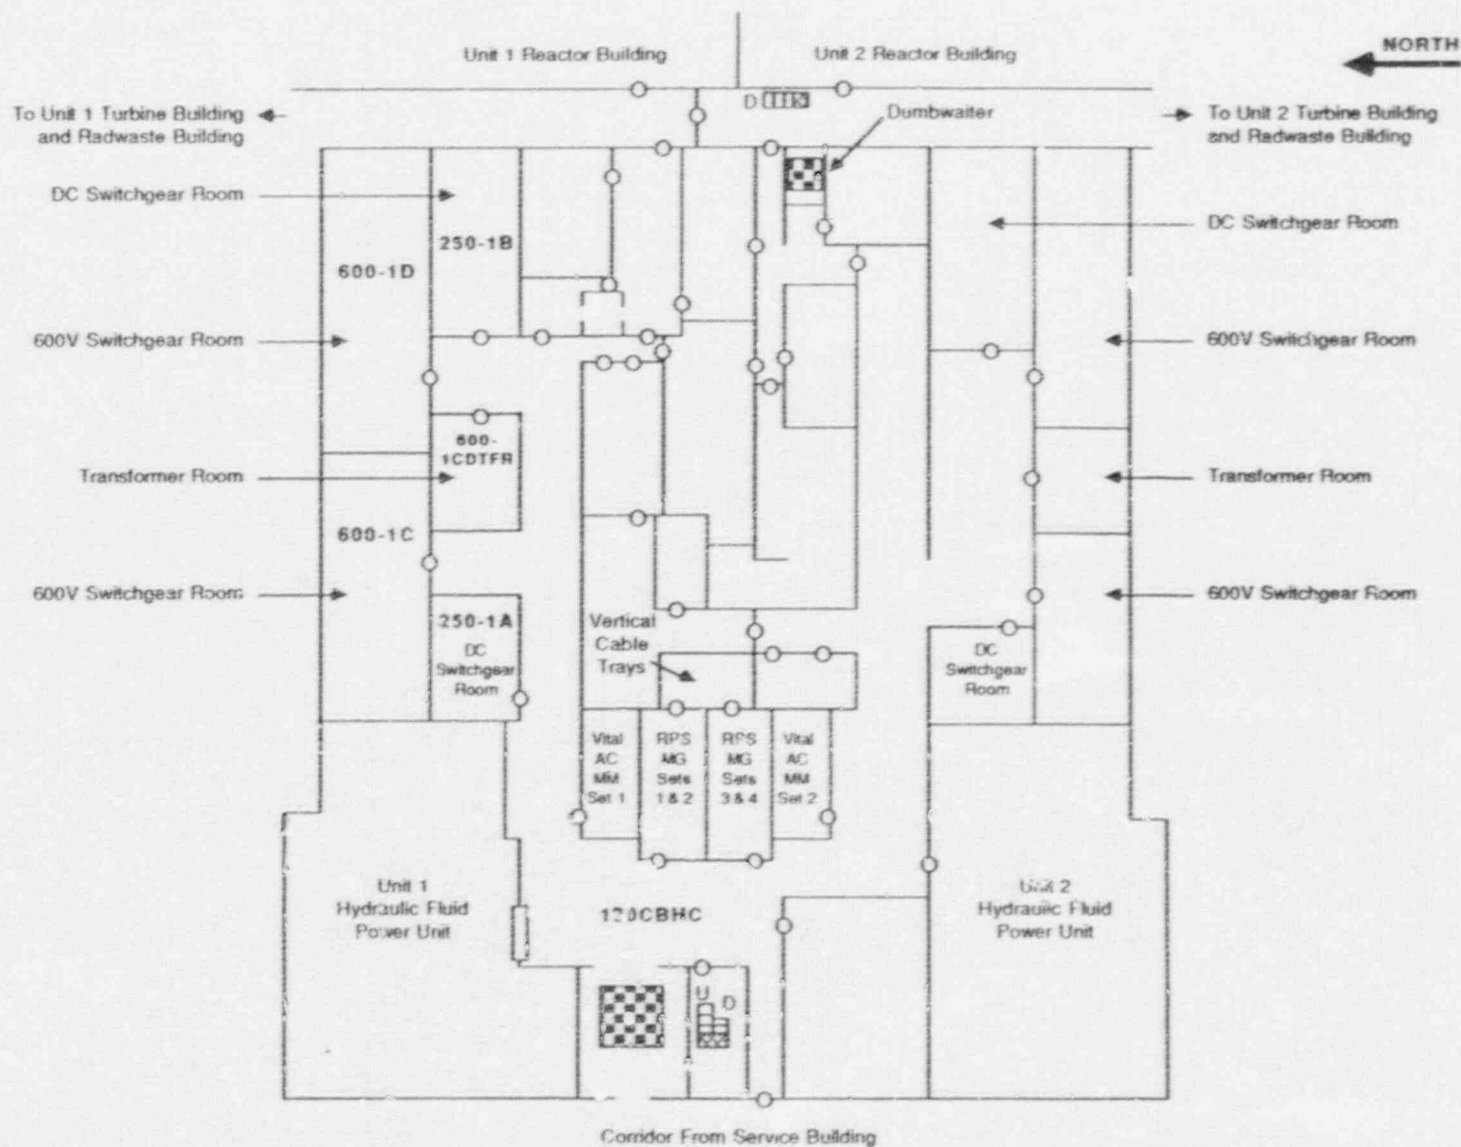 Unit 1 Reactor Building
Unit 2 Reactor Building
NORTH
To Unit 1 Turbine Building
and Radwaste Building
D
Dumbwaiter
To Unit 2 Turbine Building
and Radwaste Building
DC Switchgear Room
250-1B
600-1D
DC Switchgear Room
600V Switchgear Room
600V Switchgear Room
600-
1CDTFR
Transformer Room
Transformer Room
600-1C
600V Switchgear Room
600V Switchgear Room
250-1A
DC
Switchgear
Room
Vertical
Cable
Trays
DC
Switchgear
Room
Vital
AC
MM
Set 1
RPS
MG
Sets
1 & 2
RPS
MG
Sets
3 & 4
Vital
AC
MM
Set 2
Unit 1
Hydraulic Fluid
Power Unit
130CBHC
Unit 2
Hydraulic Fluid
Power Unit
U
D
Corridor From Service Building